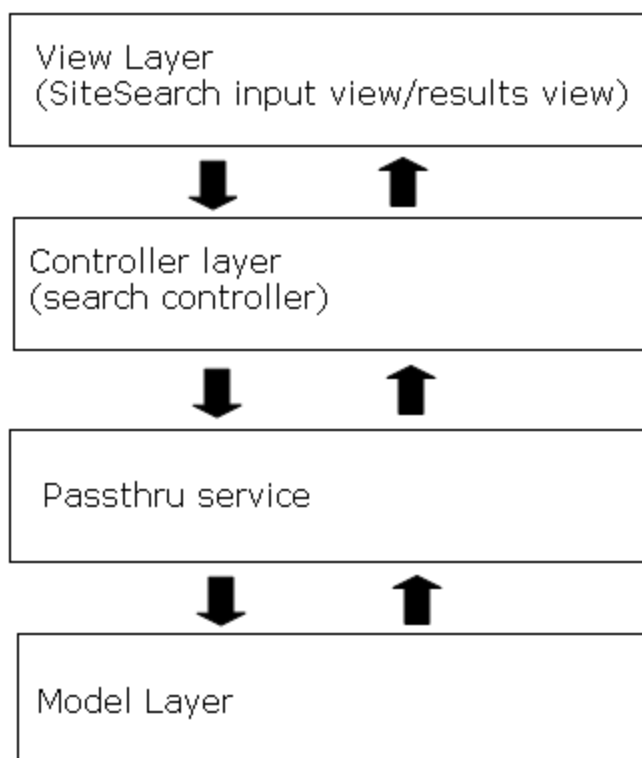 View Layer
(SiteSearch input view/results view)
Controller layer
(search controller)
Passthru service
Model Layer